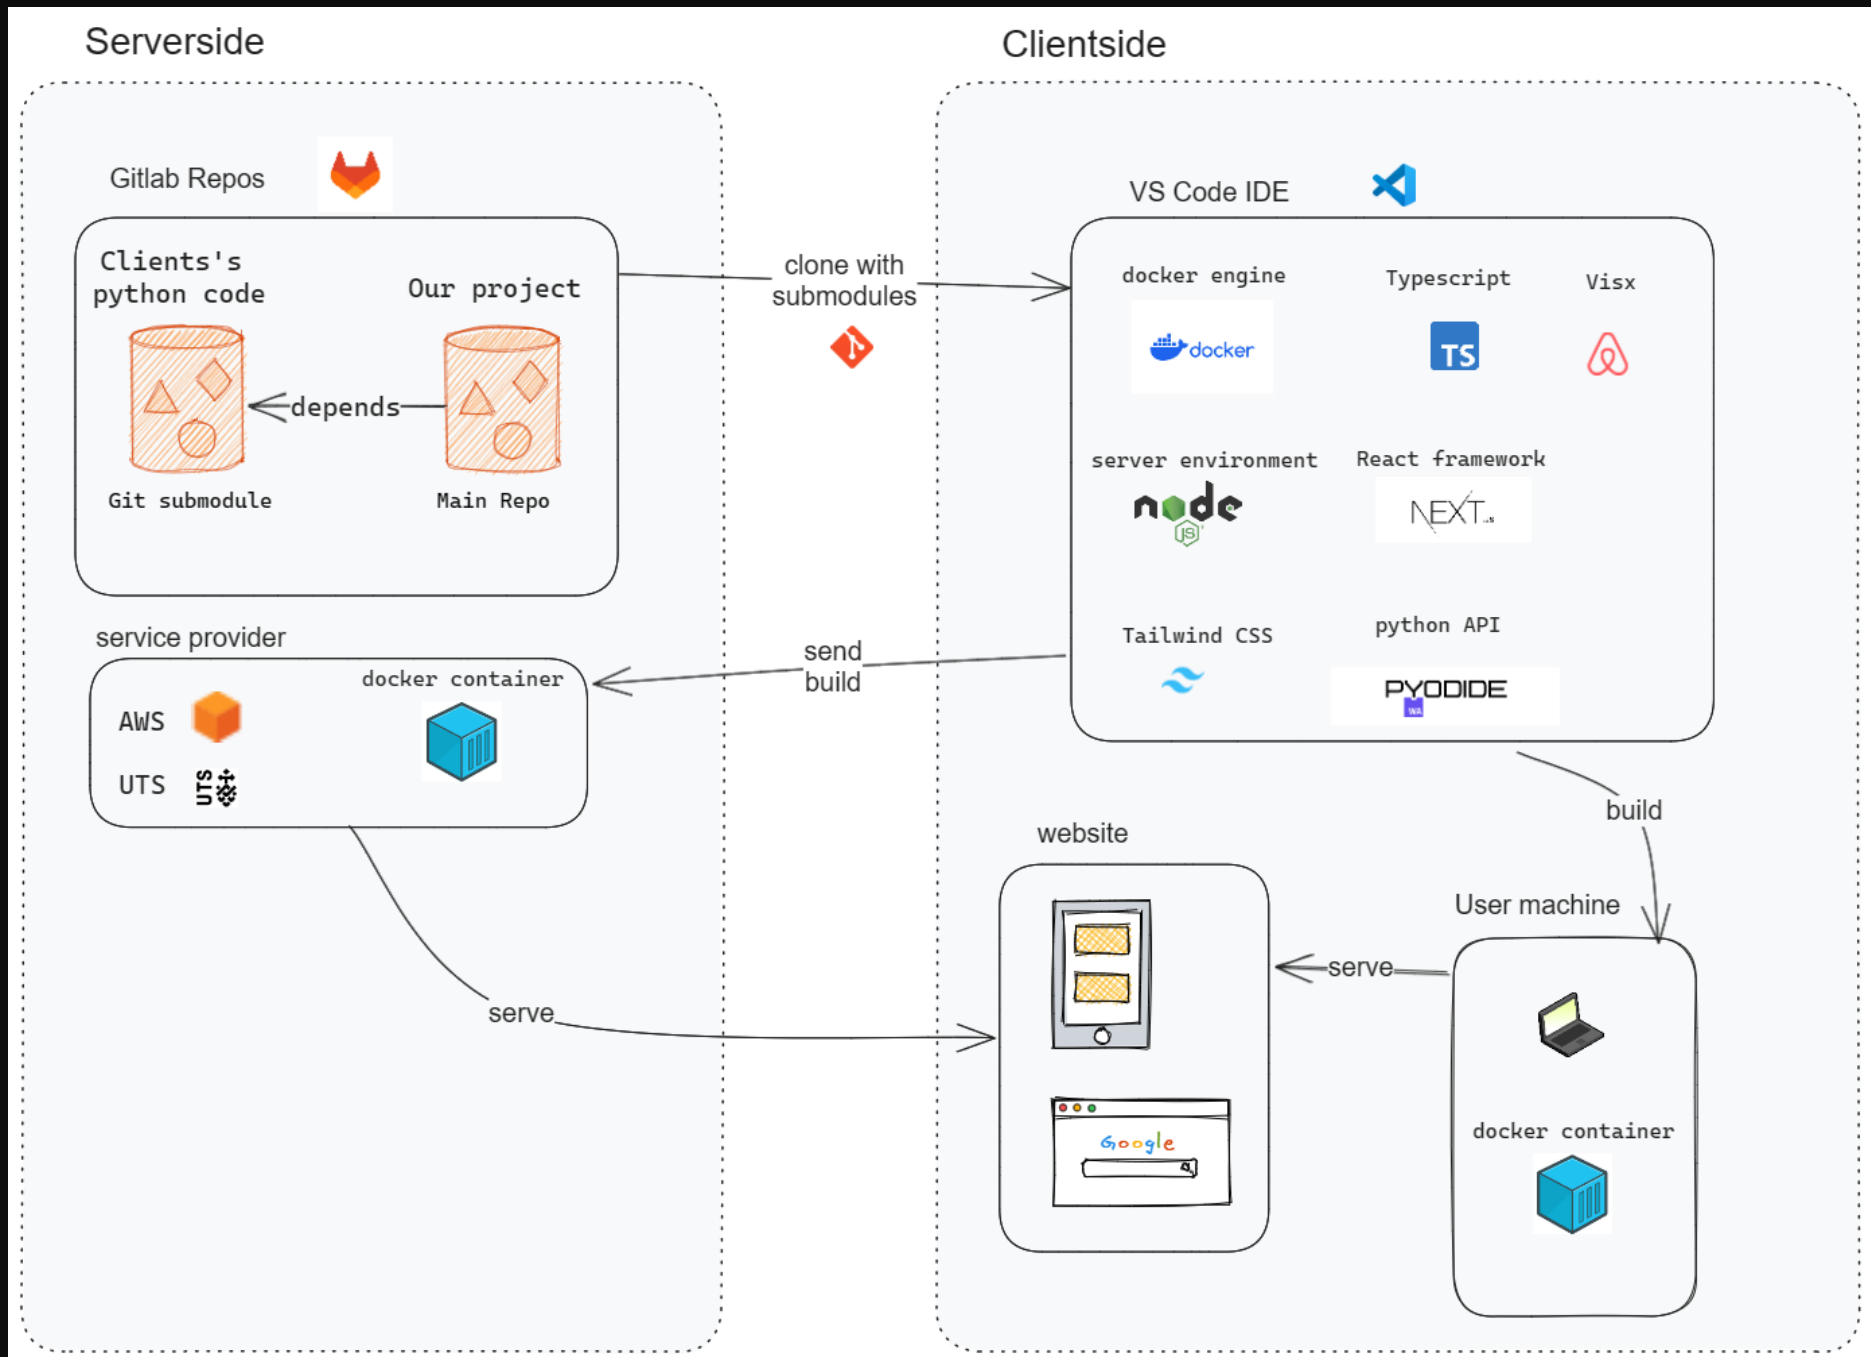 Serverside
Clientside
Gitlab Repos
VS Code IDE
Clients's
python code
Our project
depends
Git submodule
Main Repo
clone with
submodules
docker engine
Typescript
Visx
docker
TS
server environment
React framework
node
JS
NEXT.JS
Tailwind CSS
python API
PYODIDE
WA
service provider
docker container
AWS
UTS
UTS
send
build
build
website
User machine
serve
serve
Google
docker container